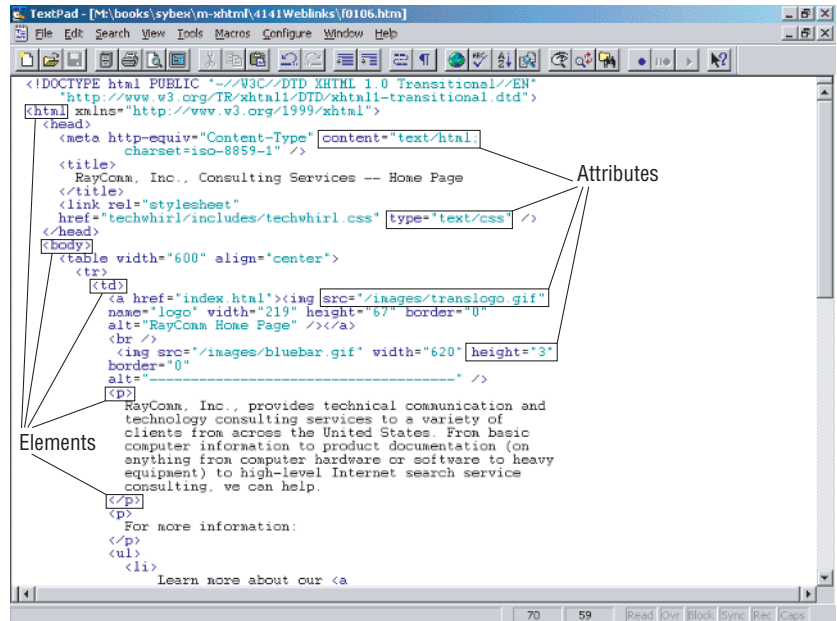 TextPad - [M:\books\sybex\m-xhtml\4141Weblinks\f0106.htm]
File Edit Search View Tools Macros Configure Window Help
<!DOCTYPE html PUBLIC "-//W3C//DTD XHTML 1.0 Transitional//EN"
"http://www.w3.org/TR/xhtml1/DTD/xhtml1-transitional.dtd">
<html xmlns="http://www.w3.org/1999/xhtml">
<head>
<meta http-equiv="Content-Type" content="text/html;
charset=iso-8859-1" />
<title>
RayComm, Inc., Consulting Services -- Home Page
</title>
<link rel="stylesheet"
href="techwhirl/includes/techwhirl.css" type="text/css" />
</head>
<body>
<table width="600" align="center">
<tr>
<td>
<a href="index.html"><img src="/images/translogo.gif"
name="logo" width="219" height="67" border="0"
alt="RayComm Home Page" /></a>
<br />
<img src="/images/bluebar.gif" width="620" height="3"
border="0"
alt="-------------------------------------" />
<p>
RayComm, Inc., provides technical communication and
technology consulting services to a variety of
clients from across the United States. From basic
computer information to product documentation (on
anything from computer hardware or software to heavy
equipment) to high-level Internet search service
consulting, we can help.
</p>
<p>
For more information:
</p>
<ul>
<li>
Learn more about our <a
Attributes
Elements
70 59 Read Ovr Block Sync Rec Caps